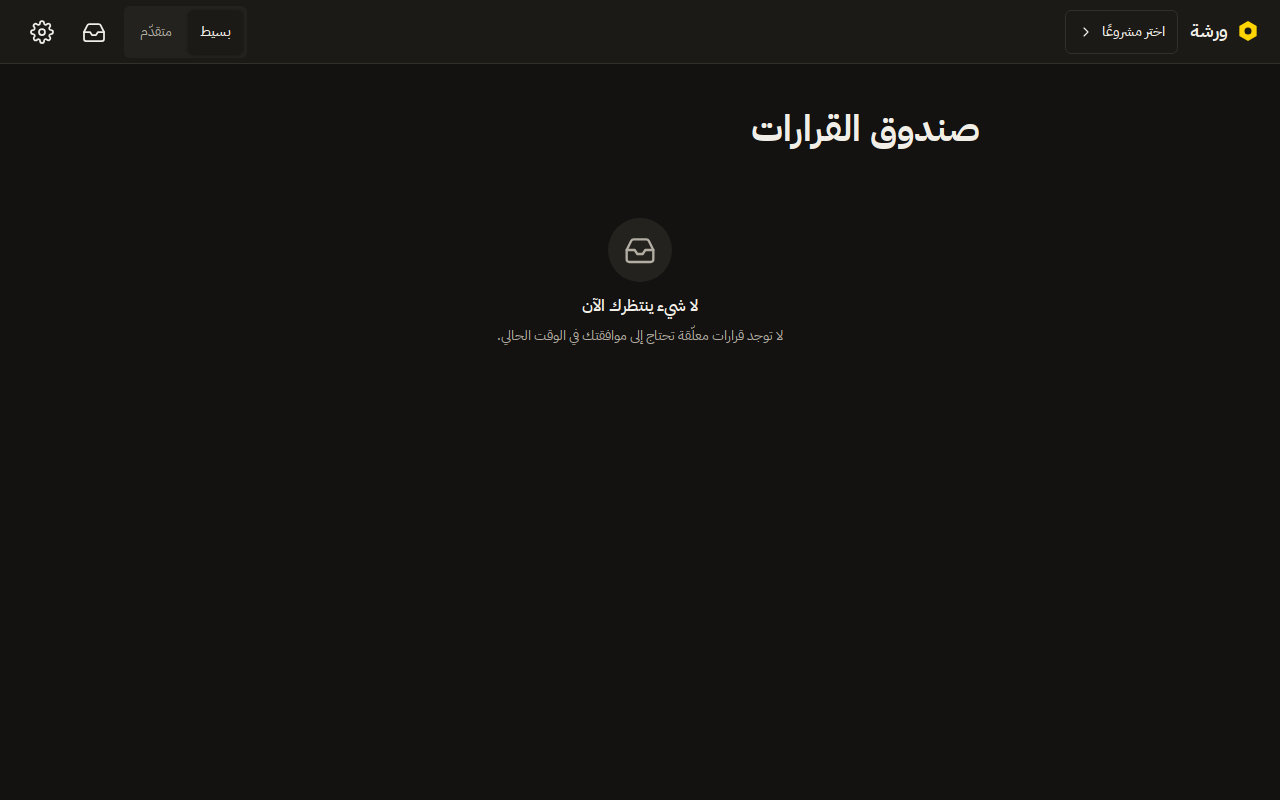 ورشة
اختر مشروعًا
بسيط
متقدّم
صندوق القرارات
لا شيء ينتظرك الآن
لا توجد قرارات معلّقة تحتاج إلى موافقتك في الوقت الحالي.